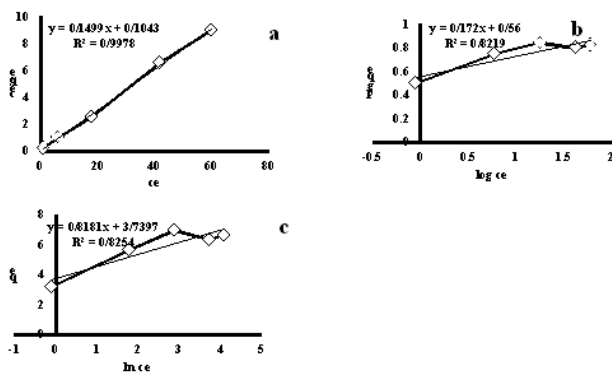 y = 0/1499x + 0/1043
R² = 0/9978
a
10
8
6
4
2
0
0 20 40 60 80
ce
y = 0/172x + 0/56
R² = 0.8219
b
1
0.8
0.6
0.4
0.2
0
-0.5 0 0.5 1 1.5 2
log ce
y = 0/8181x + 3/7397
R² = 0/8254
c
8
6
4
2
0
-1 0 1 2 3 4 5
ln ce